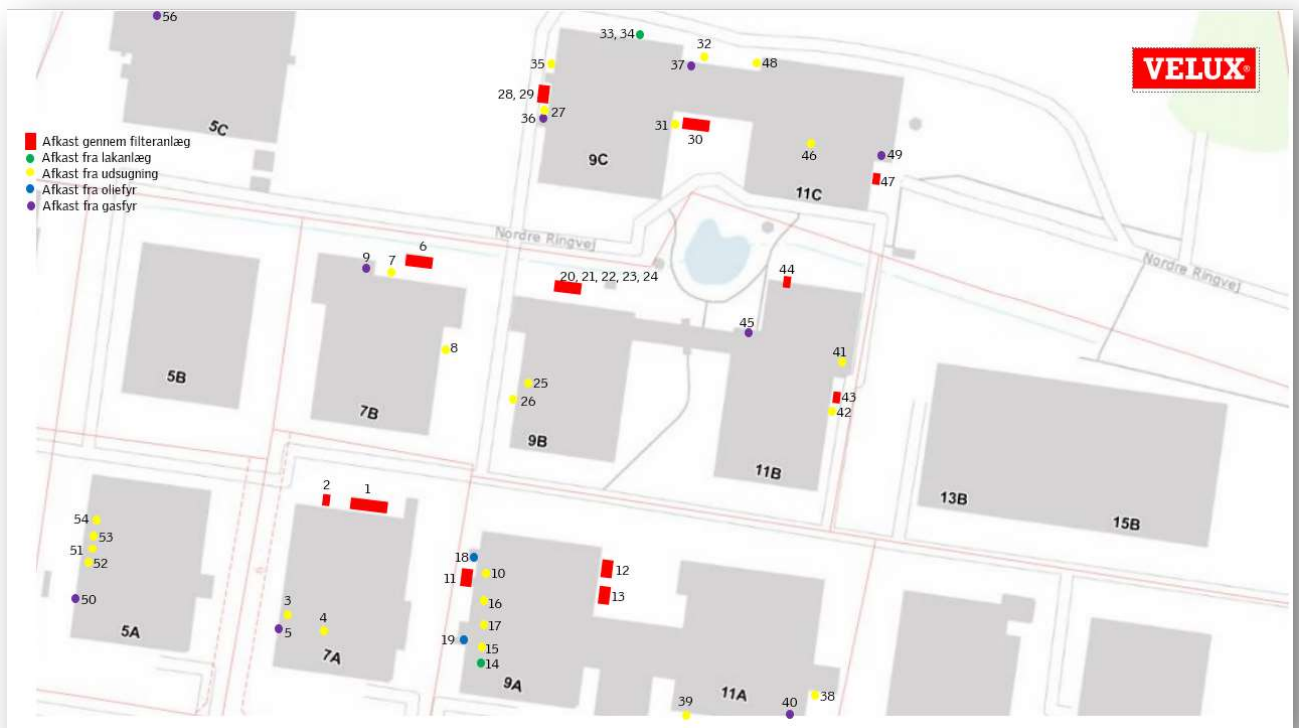 56
33, 34
32
48
35
37
VELUX
28, 29
27
36
31
30
5C
9C
46
49
47
11C
Afkast gennem filteranlæg
Afkast fra lakanlæg
Afkast fra udsugning
Afkast fra oliefyr
Afkast fra gasfyr
Nordre Ringvej
Nordre Ringvej
9
7
6
20, 21, 22, 23, 24
44
45
8
41
25
26
43
42
5B
7B
9B
11B
13B
15B
2
1
54
53
51
52
50
5A
3
4
5
7A
18
11
10
12
13
16
17
19
15
14
9A
11A
38
39
40